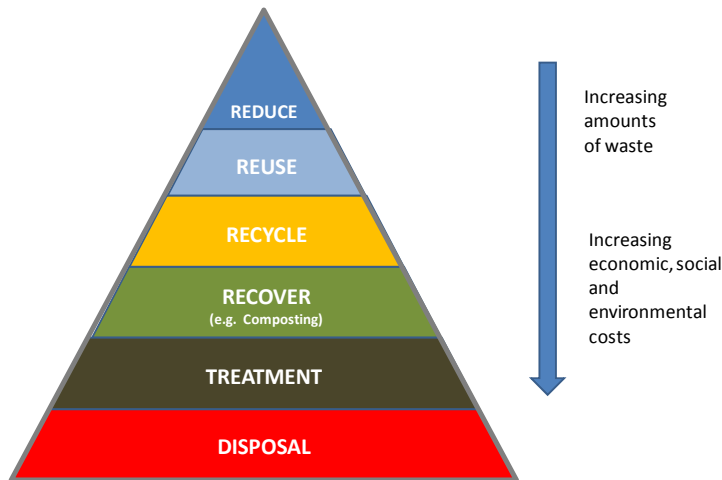 REDUCE
REUSE
RECYCLE
RECOVER
(e.g. Composting)
TREATMENT
DISPOSAL
Increasing
amounts
of waste
Increasing
economic, social
and
environmental
costs